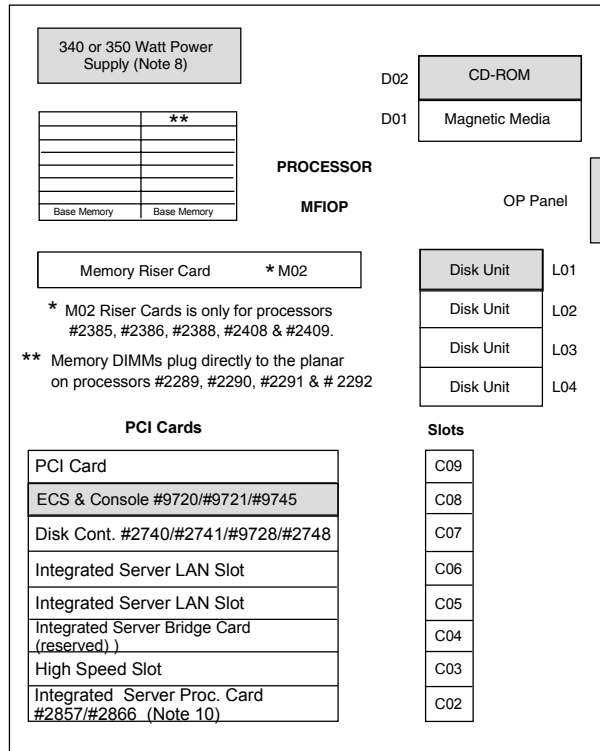 340 or 350 Watt Power
Supply (Note 8)
D02
CD-ROM
D01
Magnetic Media
**
Base Memory
Base Memory
PROCESSOR
MFIOP
OP Panel
Memory Riser Card * M02
Disk Unit
L01
Disk Unit
L02
Disk Unit
L03
Disk Unit
L04
* M02 Riser Cards is only for processors
#2385, #2386, #2388, #2408 & #2409.
** Memory DIMMs plug directly to the planar
on processors #2289, #2290, #2291 & # 2292
PCI Cards
Slots
PCI Card
C09
ECS & Console #9720/#9721/#9745
C08
Disk Cont. #2740/#2741/#9728/#2748
C07
Integrated Server LAN Slot
C06
Integrated Server LAN Slot
C05
Integrated Server Bridge Card
(reserved) )
C04
High Speed Slot
C03
Integrated Server Proc. Card
#2857/#2866 (Note 10)
C02